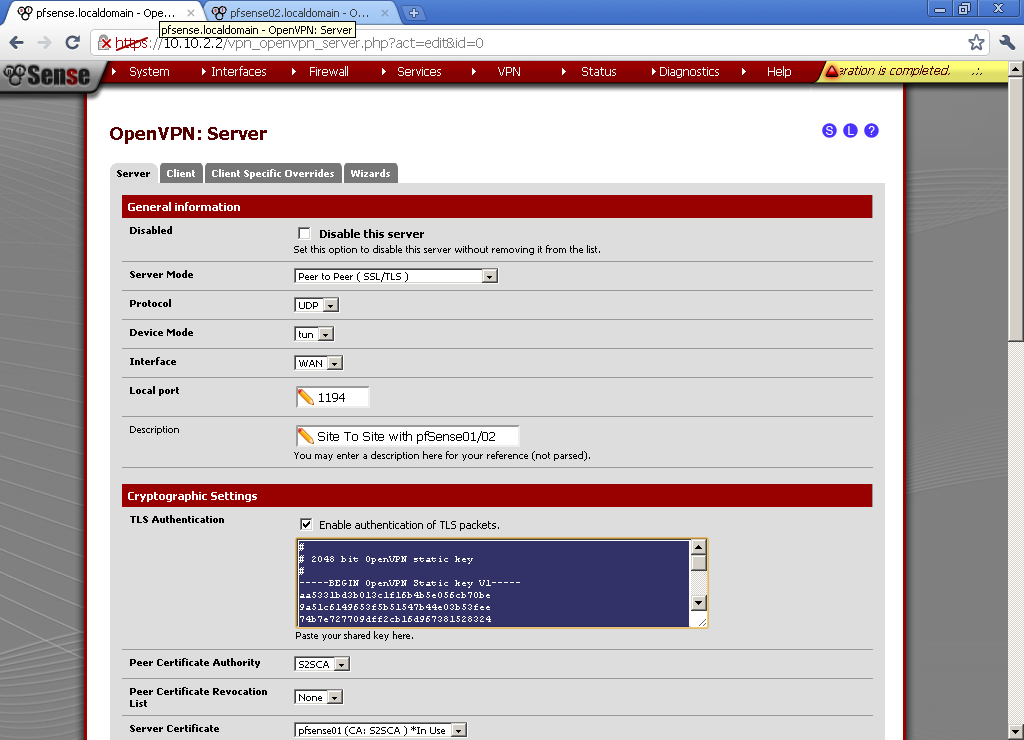 pfsense.localdomain - Ope...
pfsense02.localdomain - O...
pfsense.localdomain - OpenVPN: Server
https://10.10.2.2/vpn_openvpn_server.php?act=edit&id=0
Sense
System
Interfaces
Firewall
Services
VPN
Status
Diagnostics
Help
eration is completed. .:.
OpenVPN: Server
S L ?
Server
Client
Client Specific Overrides
Wizards
General information
Disabled
Disable this server
Set this option to disable this server without removing it from the list.
Server Mode
Peer to Peer ( SSL/TLS )
Protocol
UDP
Device Mode
tun
Interface
WAN
Local port
1194
Description
Site To Site with pfSense01/02
You may enter a description here for your reference (not parsed).
Cryptographic Settings
TLS Authentication
Enable authentication of TLS packets.
#
# 2048 bit OpenVPN static key
#
-----BEGIN OpenVPN Static key V1-----
aa5331bd3b013c1f16b4b5e056cb70be
9a51c6149653f5b51547b44e03b53fee
74b7e727709dff2cb16d967381528324
Paste your shared key here.
Peer Certificate Authority
S2SCA
Peer Certificate Revocation
List
None
Server Certificate
pfsense01 (CA: S2SCA ) *In Use